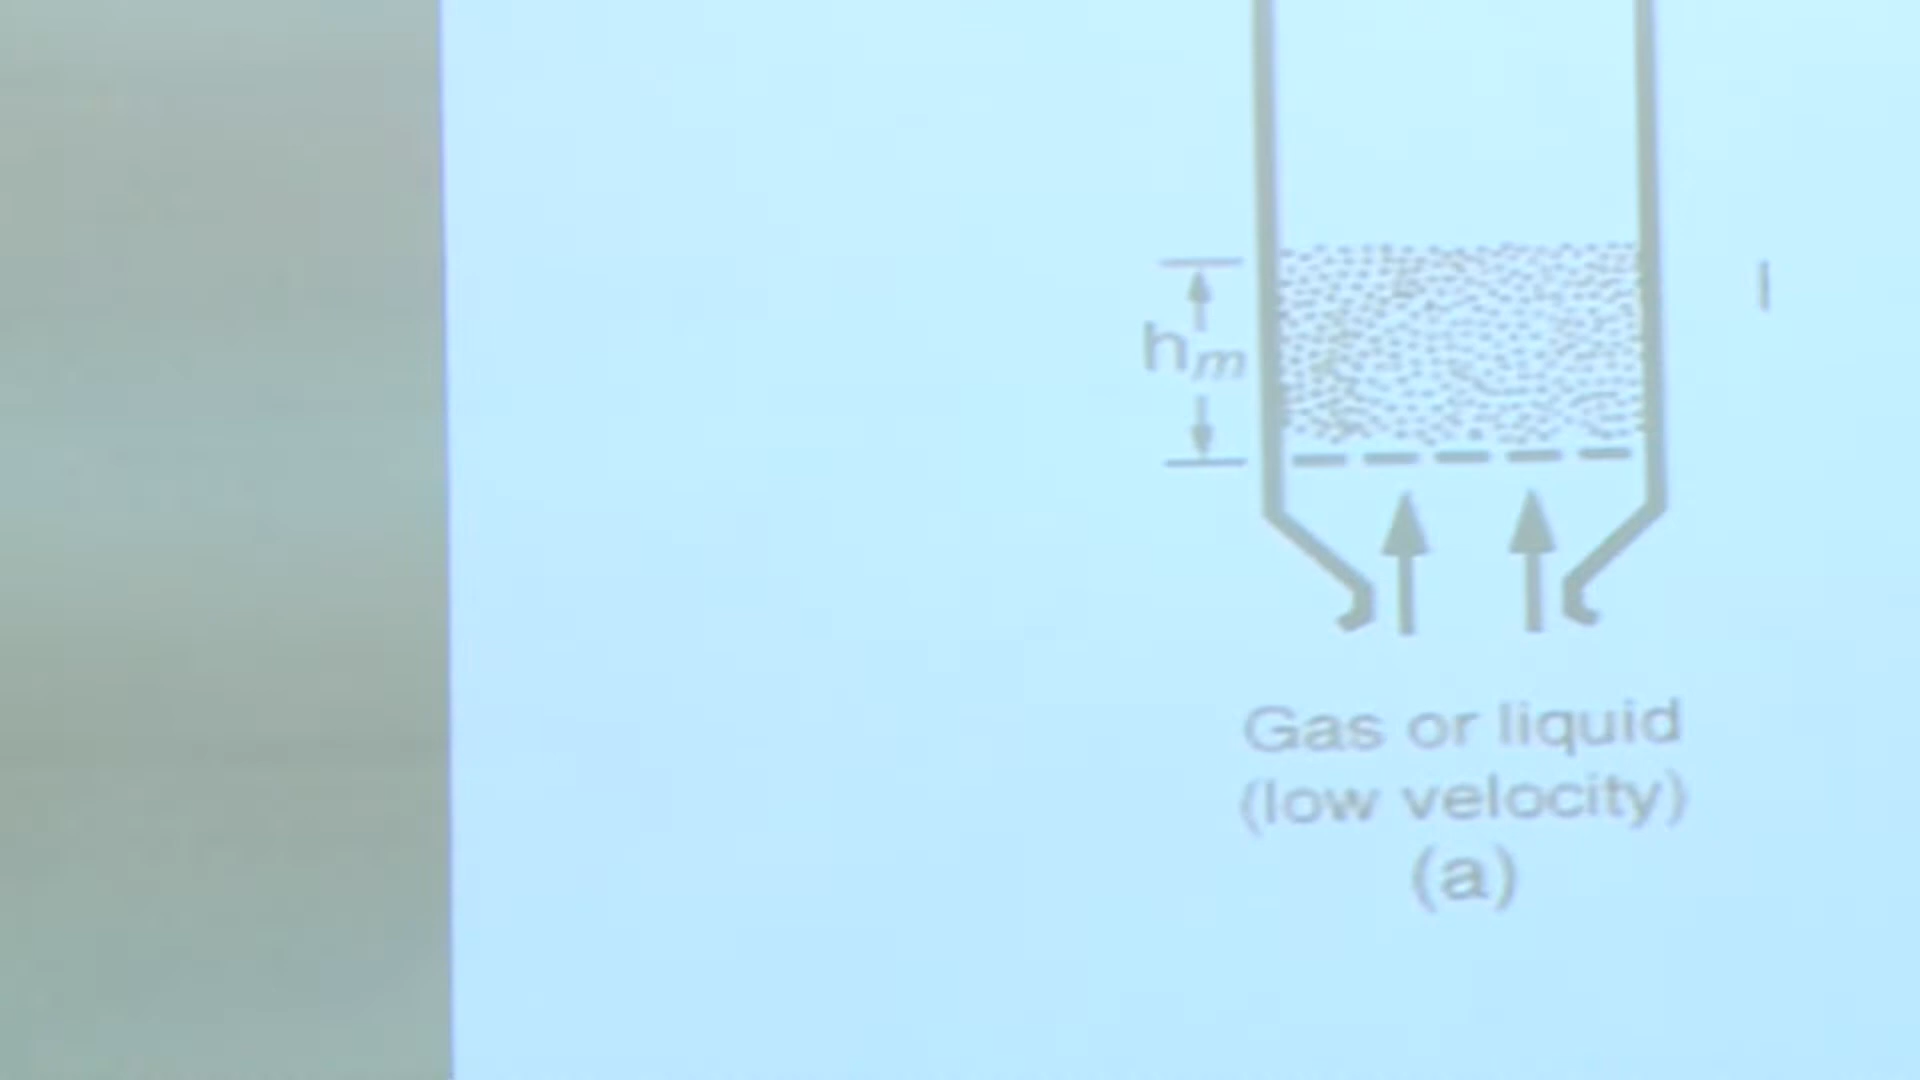 h_m
Gas or liquid
(low velocity)
(a)